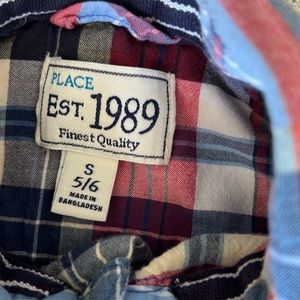 PLACE
EST. 1989
Finest Quality
S
5/6
MADE IN
BANGLADESH